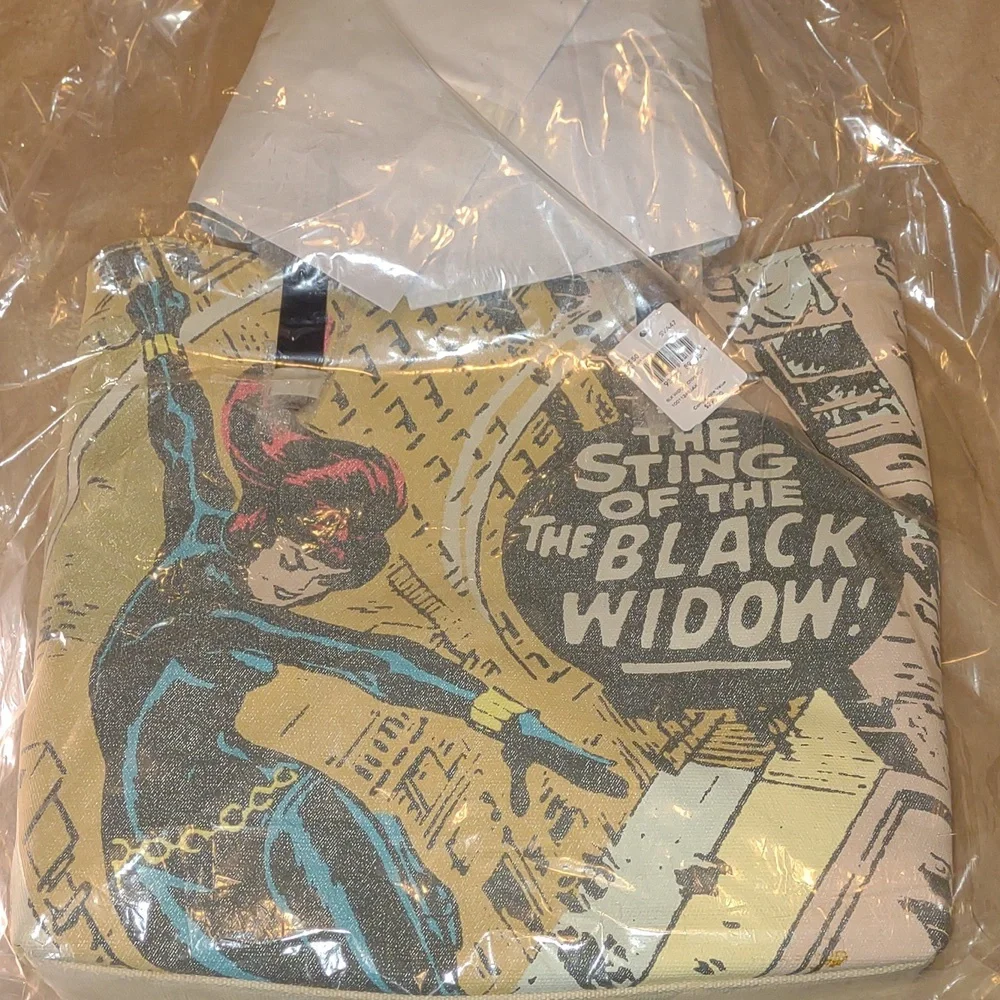 THE
STING
OF THE
THE BLACK
WIDOW!